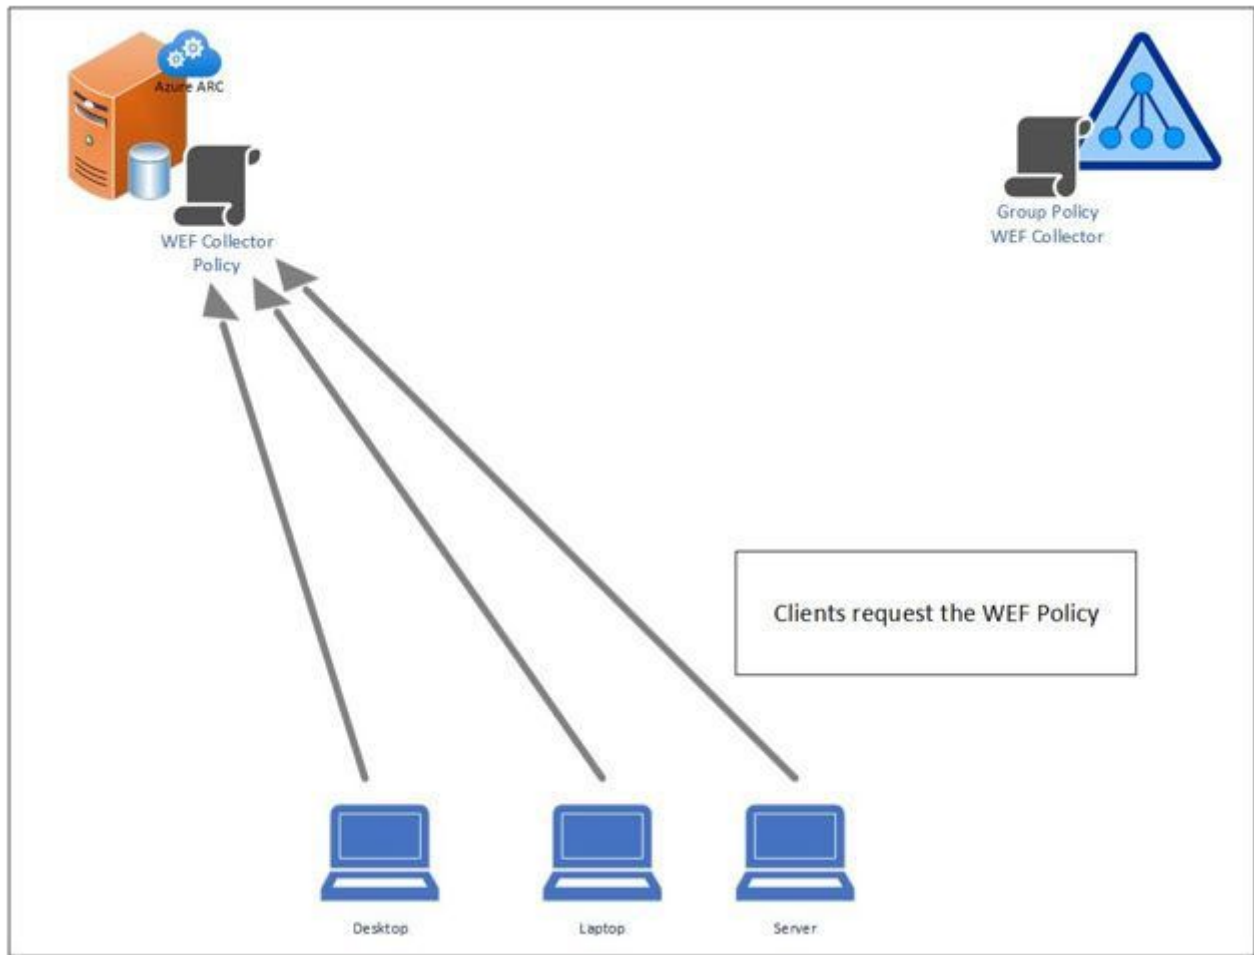 Azure ARC
WEF Collector
Policy
Group Policy
WEF Collector
Clients request the WEF Policy
Desktop
Laptop
Server